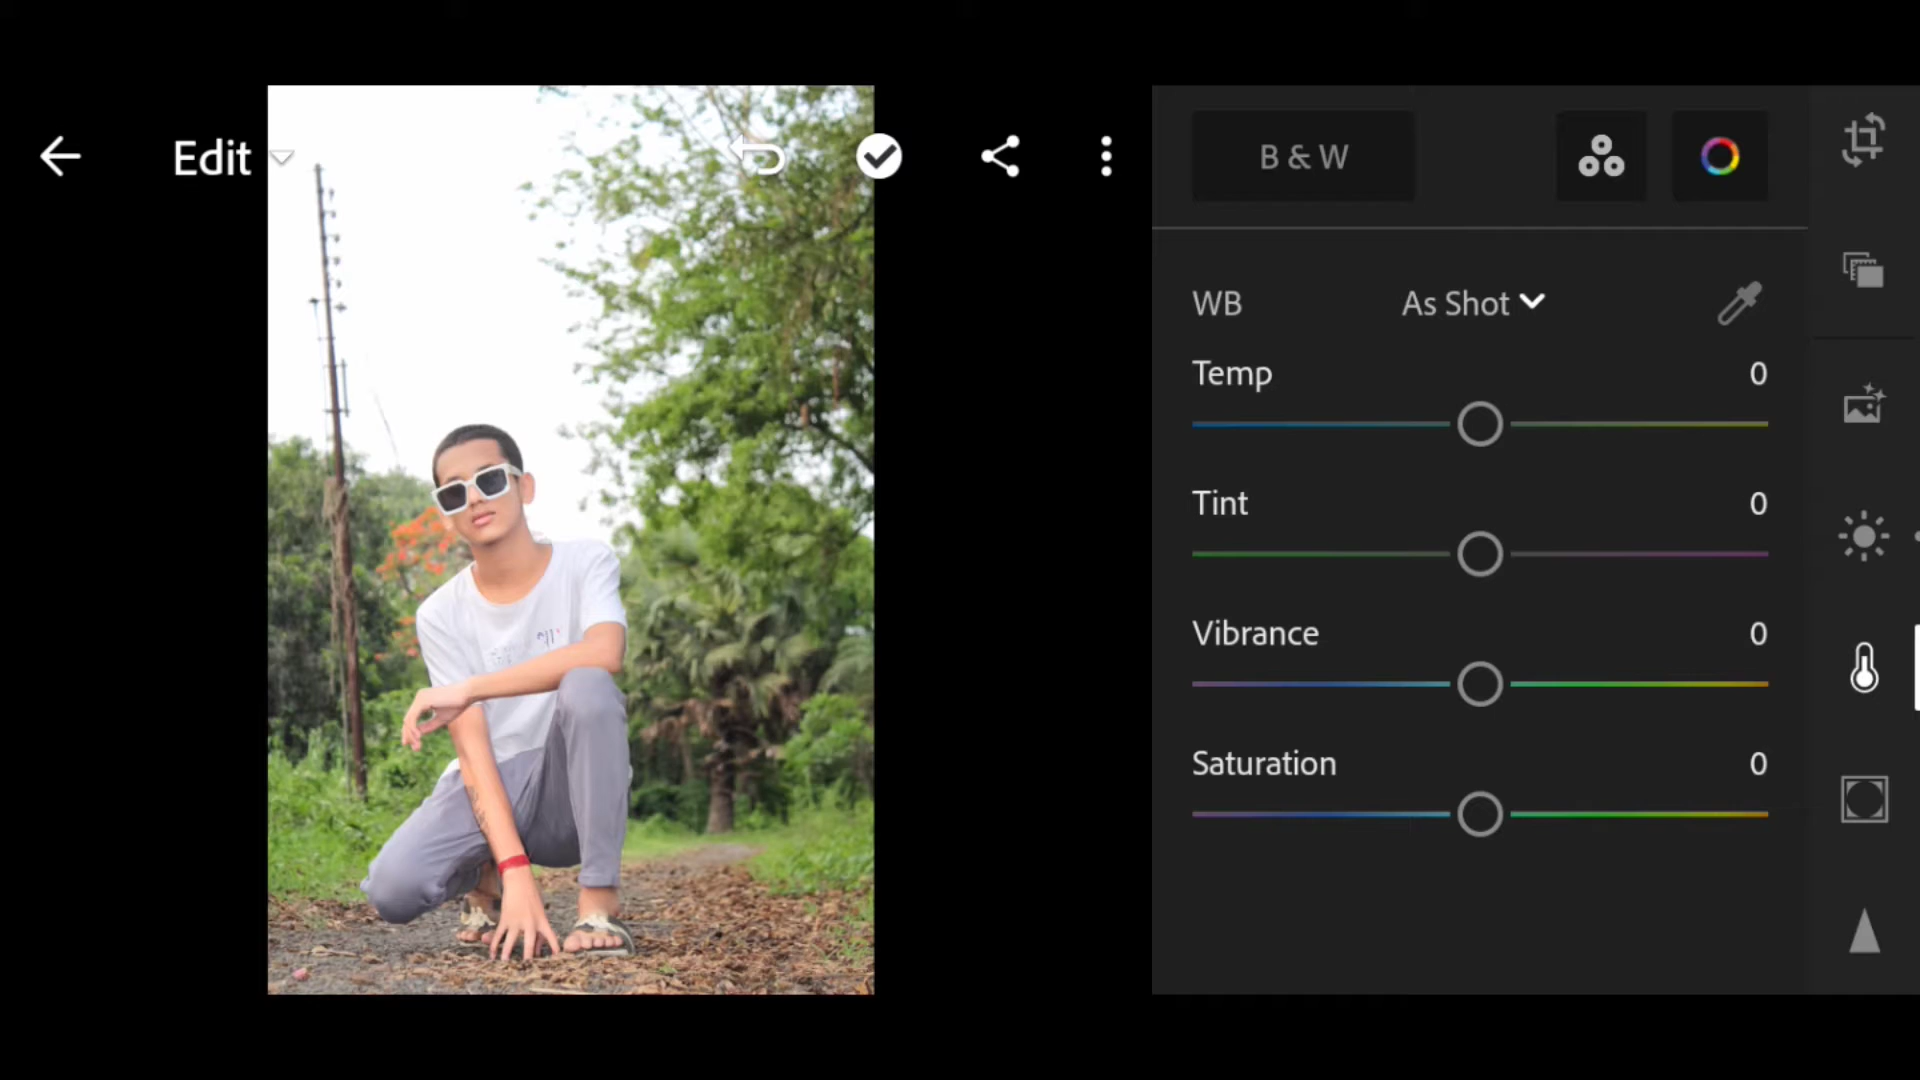 Edit
B & W
WB As Shot
Temp 0
Tint 0
Vibrance 0
Saturation 0